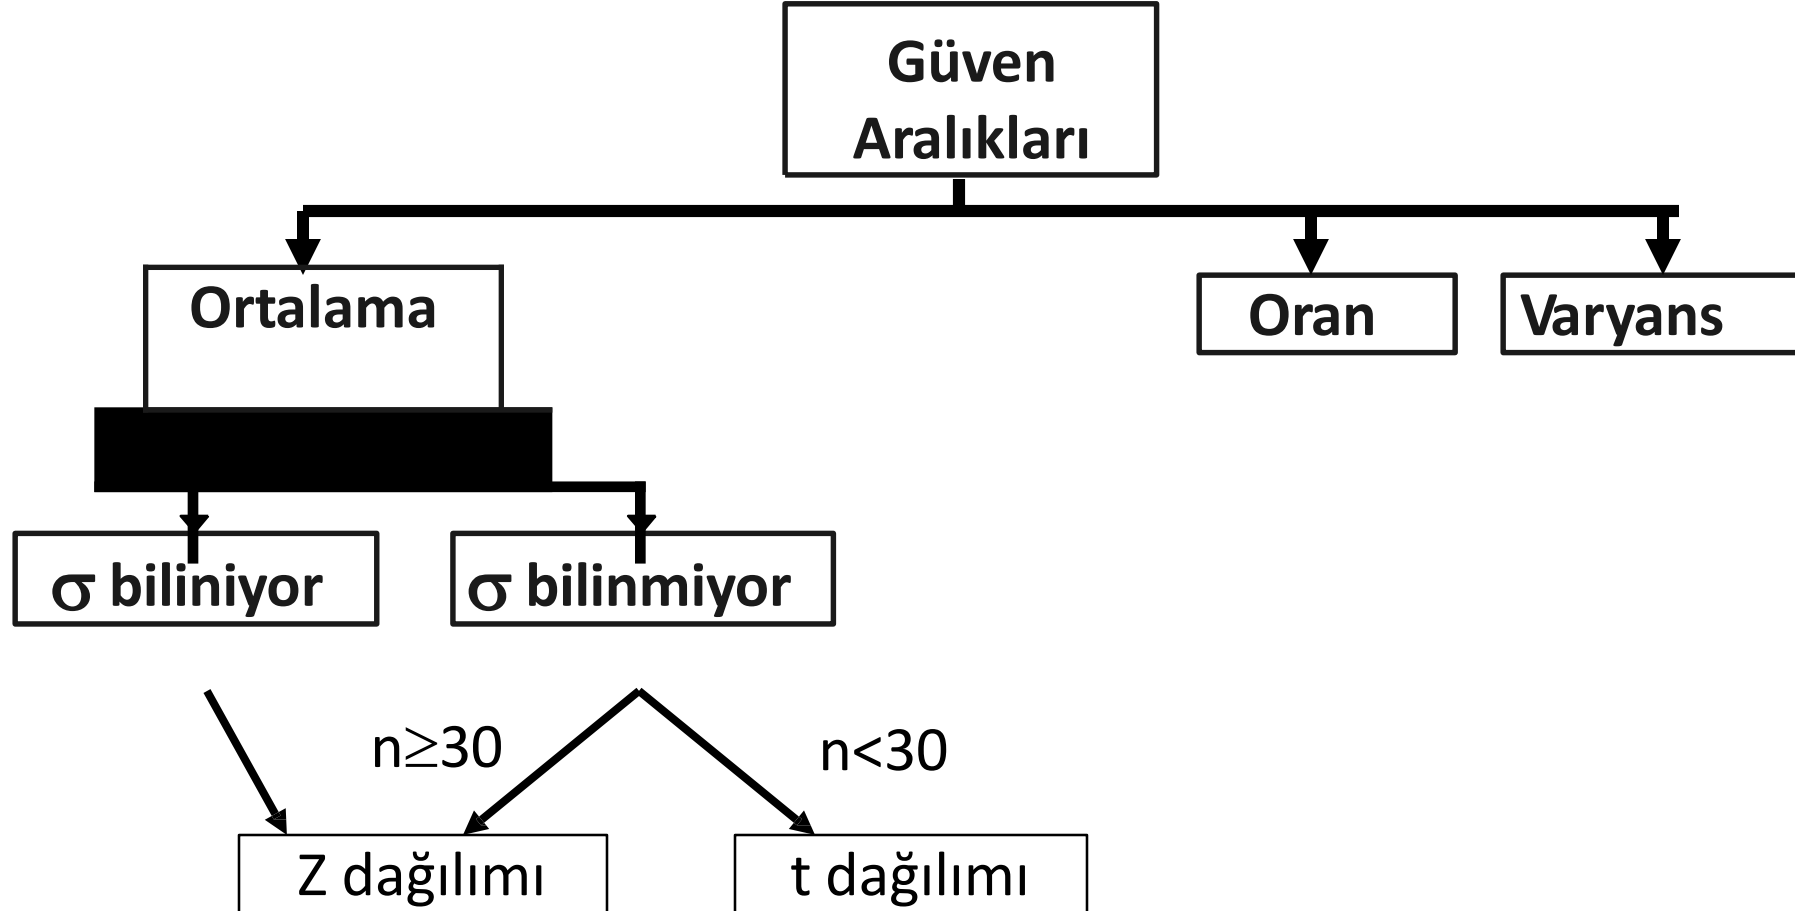 Güven
Aralıkları
Ortalama
Oran
Varyans
σ biliniyor
σ bilinmiyor
n≥30
n<30
Z dağılımı
t dağılımı